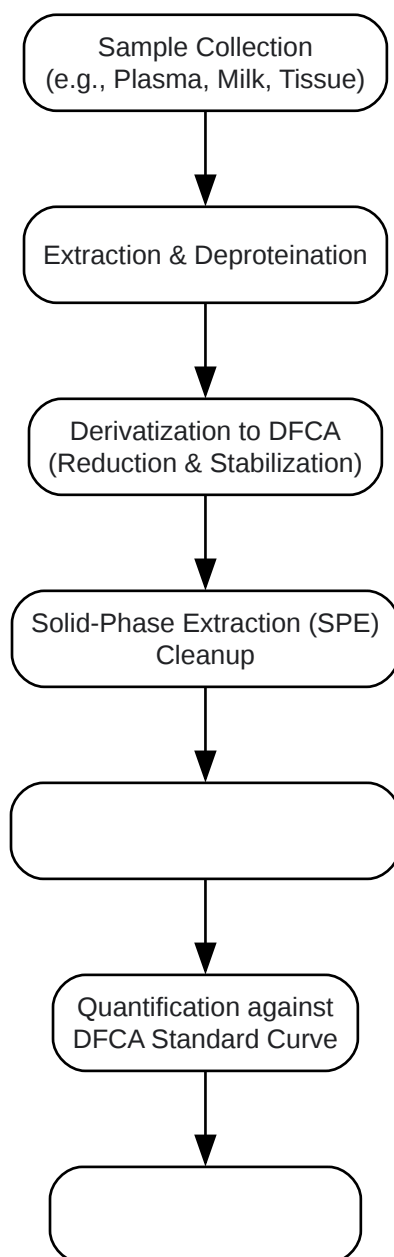 Sample Collection
(e.g., Plasma, Milk, Tissue)
Extraction & Deproteination
Derivatization to DFCA
(Reduction & Stabilization)
Solid-Phase Extraction (SPE)
Cleanup
Quantification against
DFCA Standard Curve